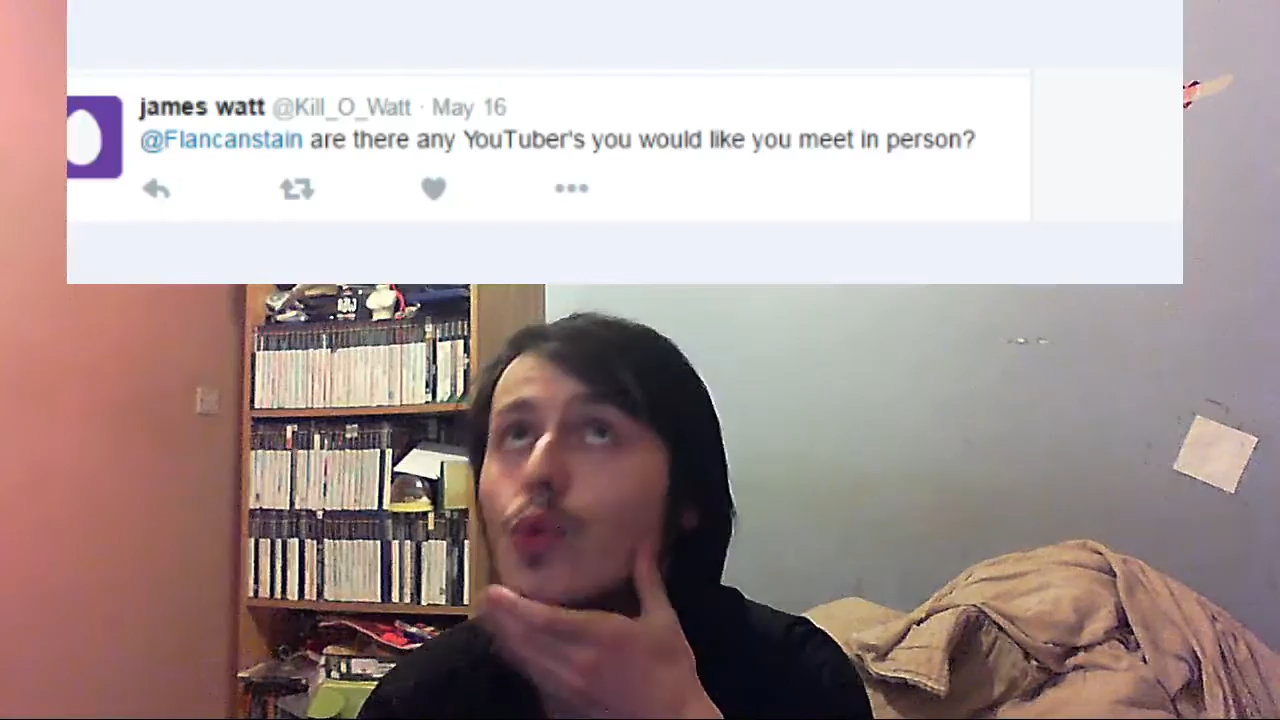 james watt @Kill_O_Watt · May 16
@Flancanstain are there any YouTuber's you would like you meet in person?